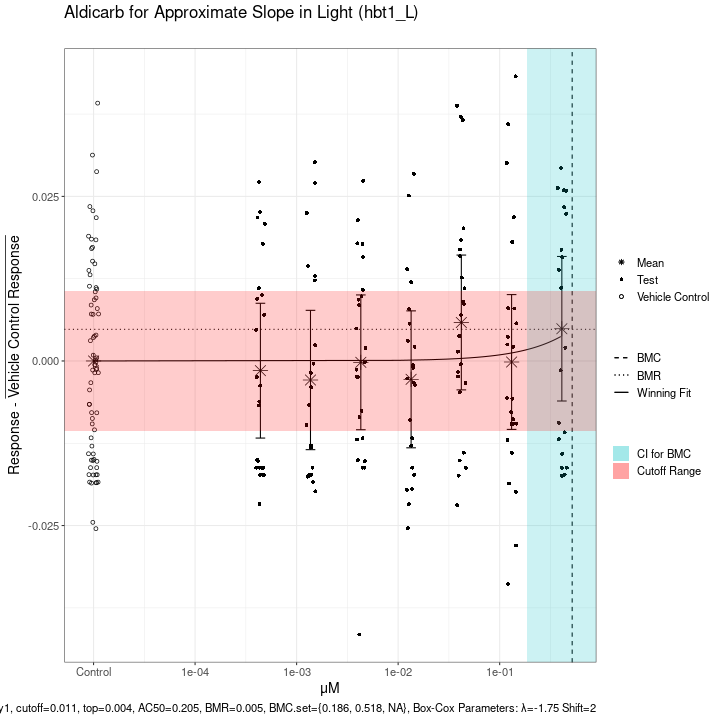 Aldicarb for Approximate Slope in Light (hbt1_L)
Response - Vehicle Control Response
0.025
0.000
-0.025
Control
1e-04
1e-03
1e-02
1e-01
µM
Mean
Test
Vehicle Control
BMC
BMR
Winning Fit
CI for BMC
Cutoff Range
y1, cutoff=0.011, top=0.004, AC50=0.205, BMR=0.005, BMC.set={0.186, 0.518, NA}, Box-Cox Parameters: λ=-1.75 Shift=2